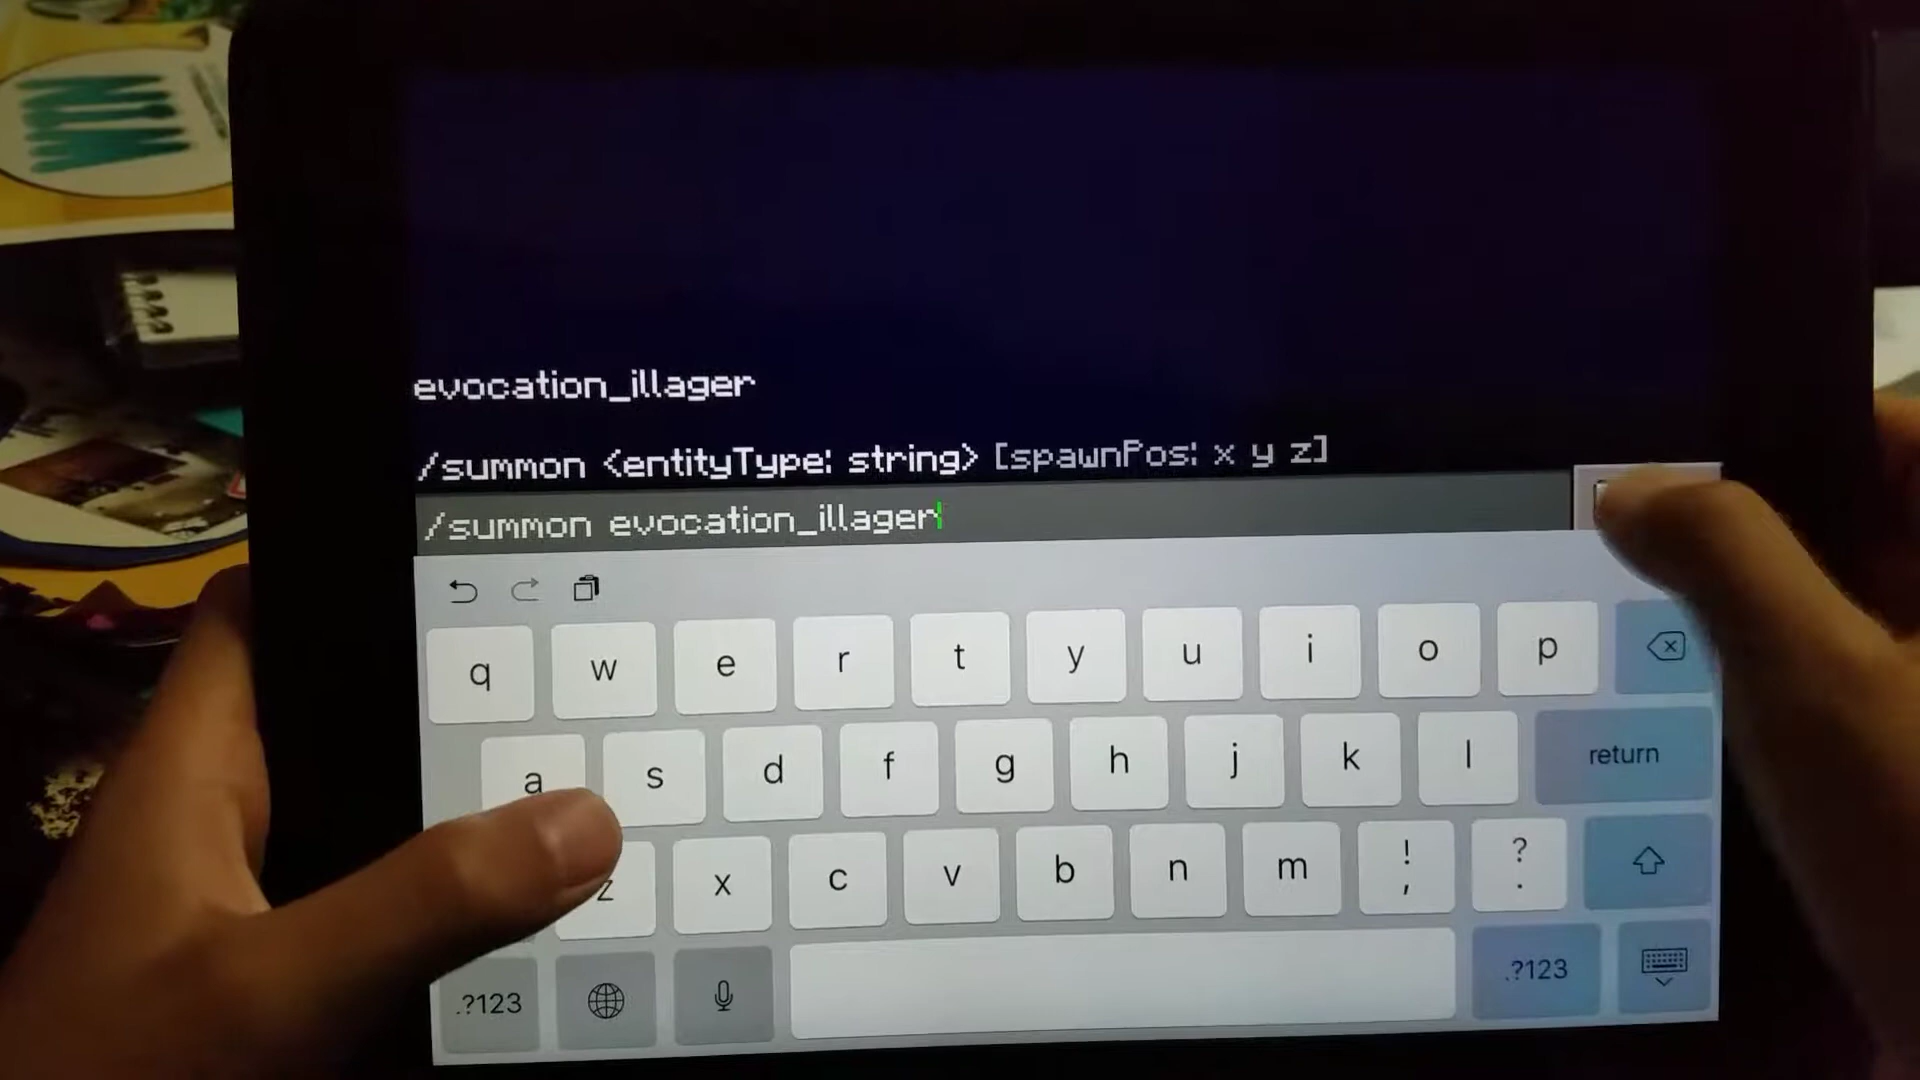 evocation_illager
/summon <entityType: string> [spawnPos: x y z]
/summon evocation_illager
q w e r t y u i o p
a s d f g h j k l return
z x c v b n m ! , ? .
.?123 .?123